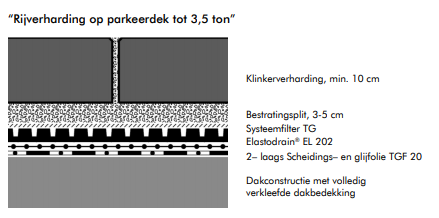 “Rijverharding op parkeerdek tot 3,5 ton”
Klinkerverharding, min. 10 cm
Bestratingsplit, 3-5 cm
Systeemfilter TG
Elastodrain® EL 202
2– laags Scheidings– en glijfolie TGF 20
Dakconstructie met volledig
verkleefde dakbedekking